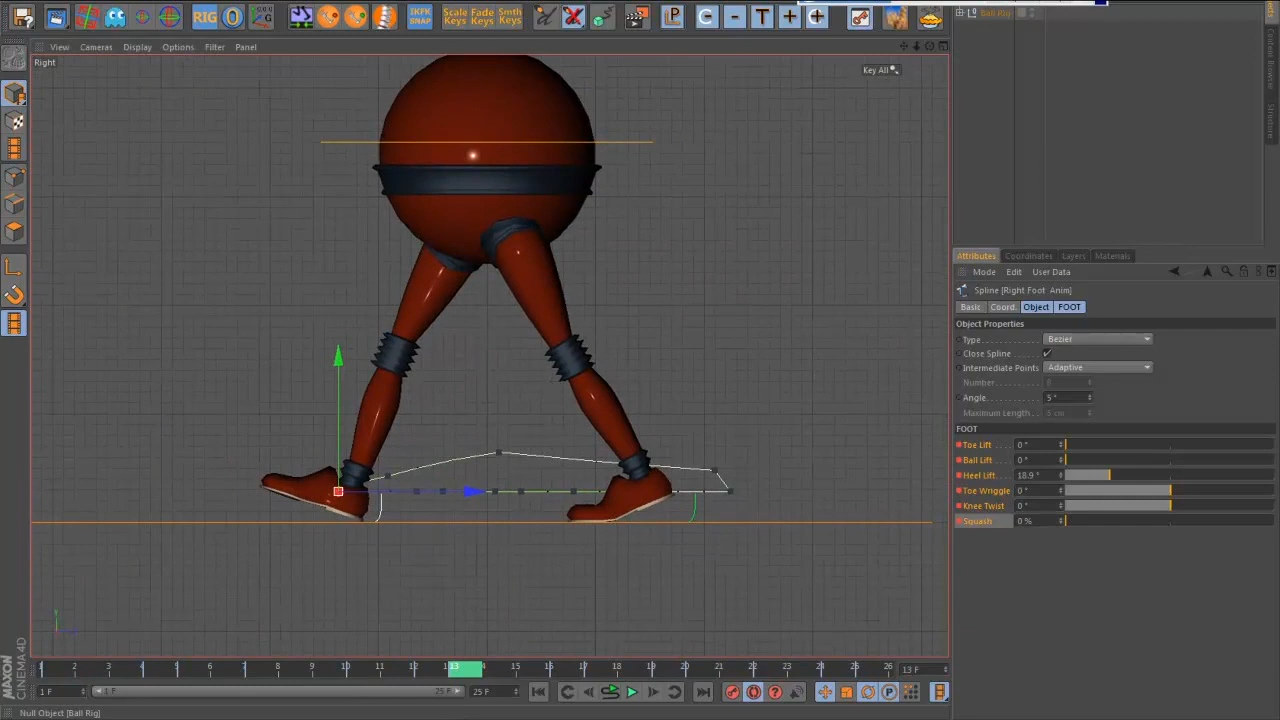 RIG
IKFK SNAP
Scale Fade Smth
Keys Keys Keys
Ball Rig
View Cameras Display Options Filter Panel
Right
Key All
Attributes Coordinates Layers Materials
Mode Edit User Data
Spline [Right Foot Anim]
Basic Coord. Object FOOT
Object Properties
Type Bezier
Close Spline
Intermediate Points Adaptive
Number 8
Angle 5 °
Maximum Length 5 cm
FOOT
Toe Lift 0 °
Ball Lift 0 °
Heel Lift 18.9 °
Toe Wriggle 0 °
Knee Twist 0 °
Squash 0 %
1 2 3 4 5 6 7 8 9 10 11 12 13 14 15 16 17 18 19 20 21 22 23 24 25 26 13 F
1 F 1 F 25 F 25 F
MAXON CINEMA 4D
Null Object [Ball Rig]